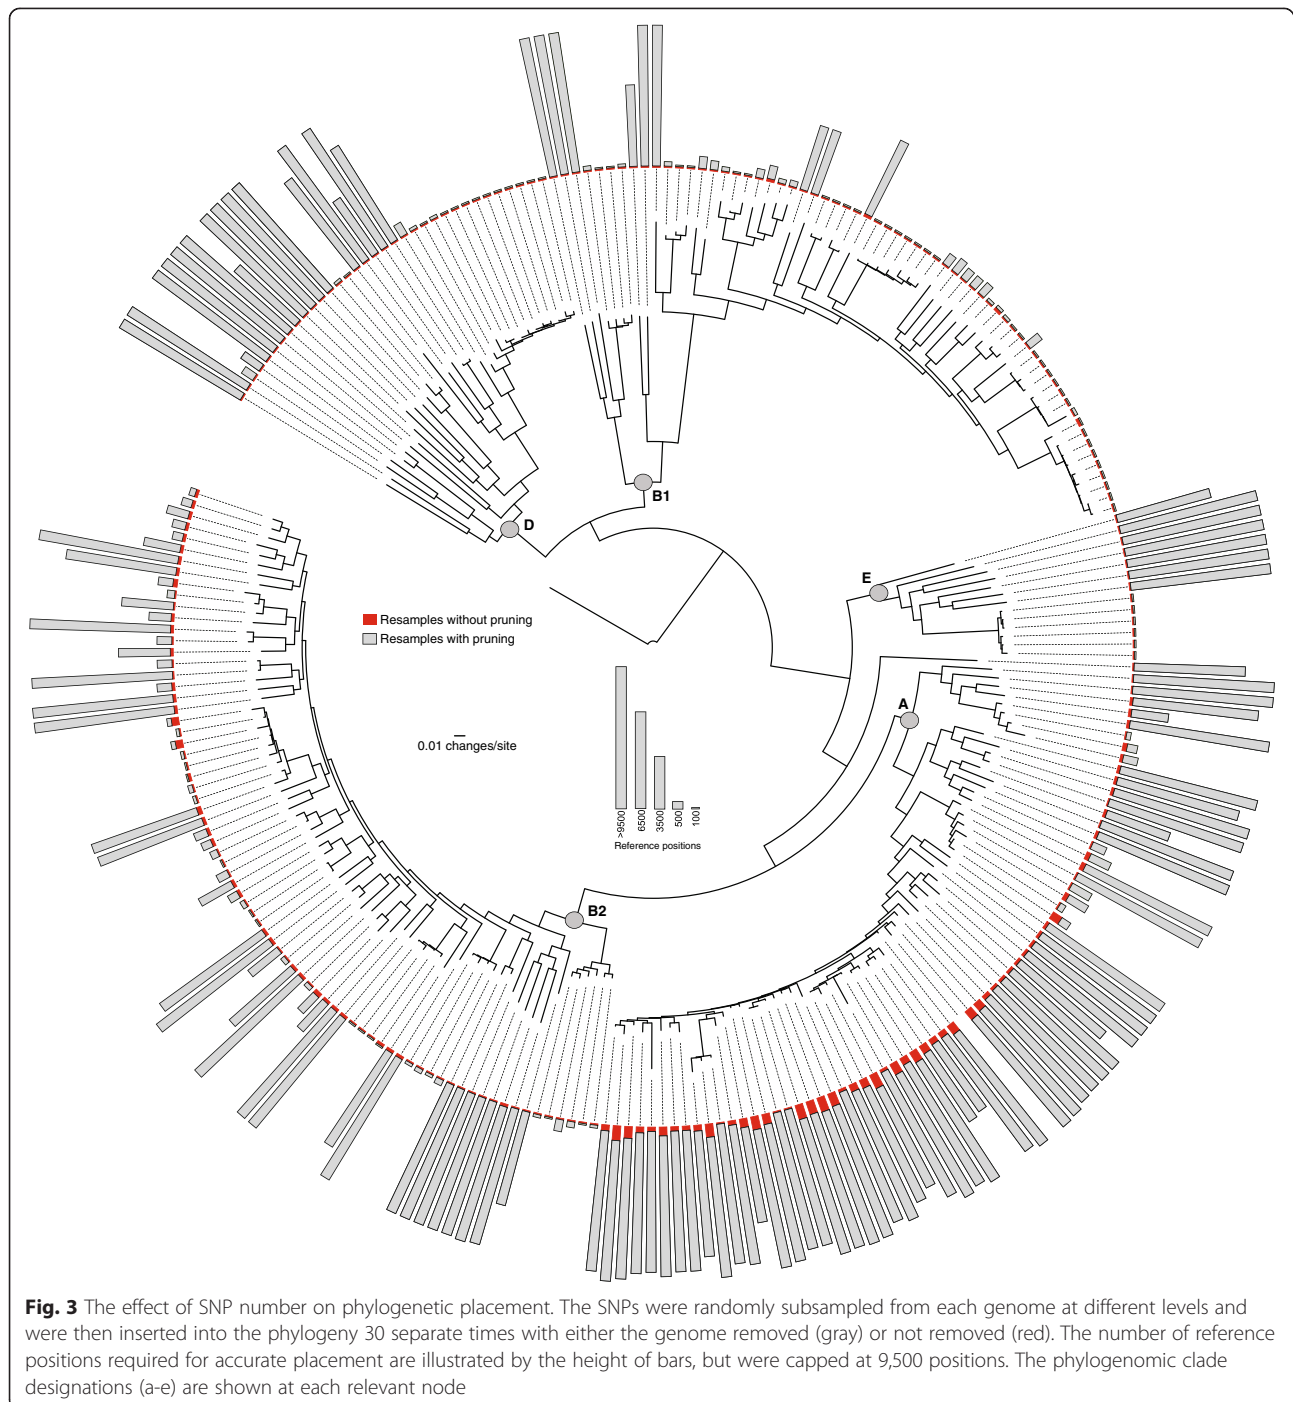 D
B1
E
A
B2
Resamples without pruning
Resamples with pruning
0.01 changes/site
>9500
6500
3500
500
100
Reference positions
Fig. 3 The effect of SNP number on phylogenetic placement. The SNPs were randomly subsampled from each genome at different levels and
were then inserted into the phylogeny 30 separate times with either the genome removed (gray) or not removed (red). The number of reference
positions required for accurate placement are illustrated by the height of bars, but were capped at 9,500 positions. The phylogenomic clade
designations (a-e) are shown at each relevant node